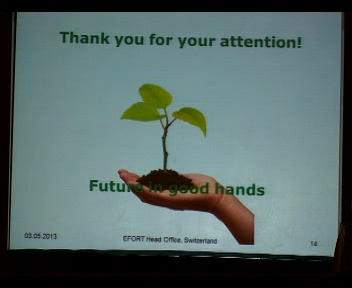 Thank you for your attention!
Future in good hands
03.05.2013
EFORT Head Office, Switzerland
14